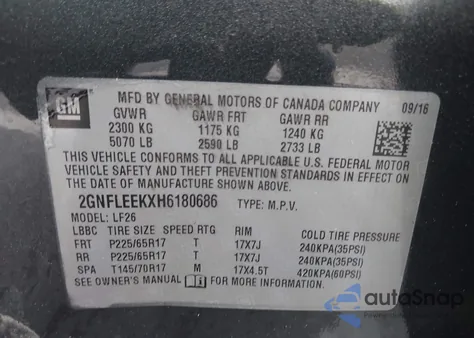 GM
MFD BY GENERAL MOTORS OF CANADA COMPANY 09/16
GVWR GAWR FRT GAWR RR
2300 KG 1175 KG 1240 KG
5070 LB 2590 LB 2733 LB
THIS VEHICLE CONFORMS TO ALL APPLICABLE U.S. FEDERAL MOTOR
VEHICLE SAFETY AND THEFT PREVENTION STANDARDS IN EFFECT ON
THE DATE OF MANUFACTURE SHOWN ABOVE.
2GNFLEEKXH6180686 TYPE: M.P.V.
MODEL: LF26
LBBC TIRE SIZE SPEED RTG RIM COLD TIRE PRESSURE
FRT P225/65R17 T 17X7J 240KPA(35PSI)
RR P225/65R17 T 17X7J 240KPA(35PSI)
SPA T145/70R17 M 17X4.5T 420KPA(60PSI)
SEE OWNER'S MANUAL FOR MORE INFORMATION.
autoSnap